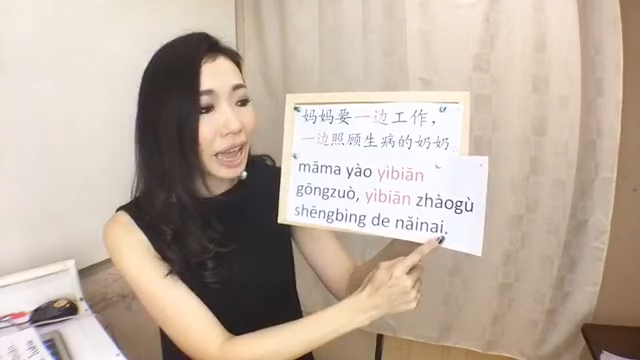 妈妈要一边工作，
一边照顾生病的奶奶。
māma yào yìbiān
gōngzuò, yìbiān zhàogù
shēngbìng de nǎinai.